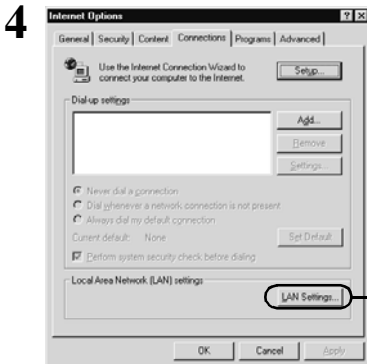 4
Internet Options
General Security Content Connections Programs Advanced
Use the Internet Connection Wizard to
connect your computer to the Internet.
Setup...
Dial-up settings
Add...
Remove
Settings...
Never dial a connection
Dial whenever a network connection is not present
Always dial my default connection
Current default: None
Set Default
Perform system security check before dialing
Local Area Network (LAN) settings
LAN Settings...
OK Cancel Apply